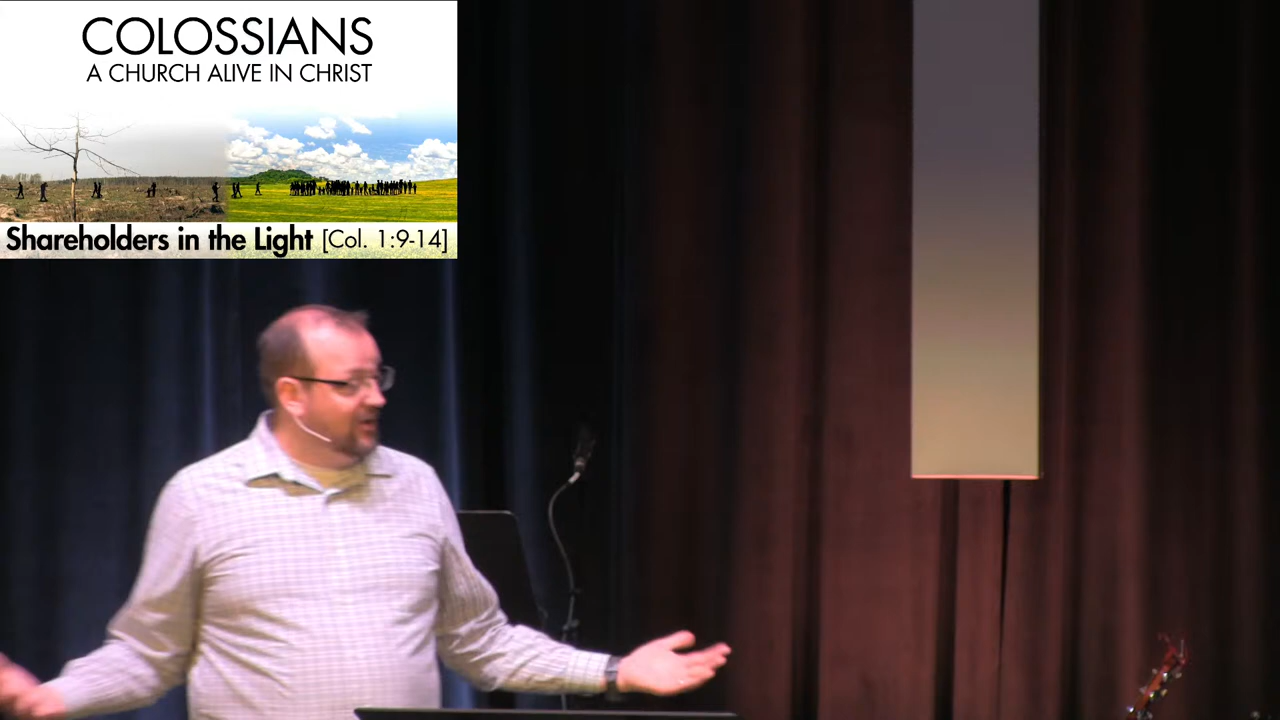 COLOSSIANS
A CHURCH ALIVE IN CHRIST
Shareholders in the Light [Col. 1:9-14]